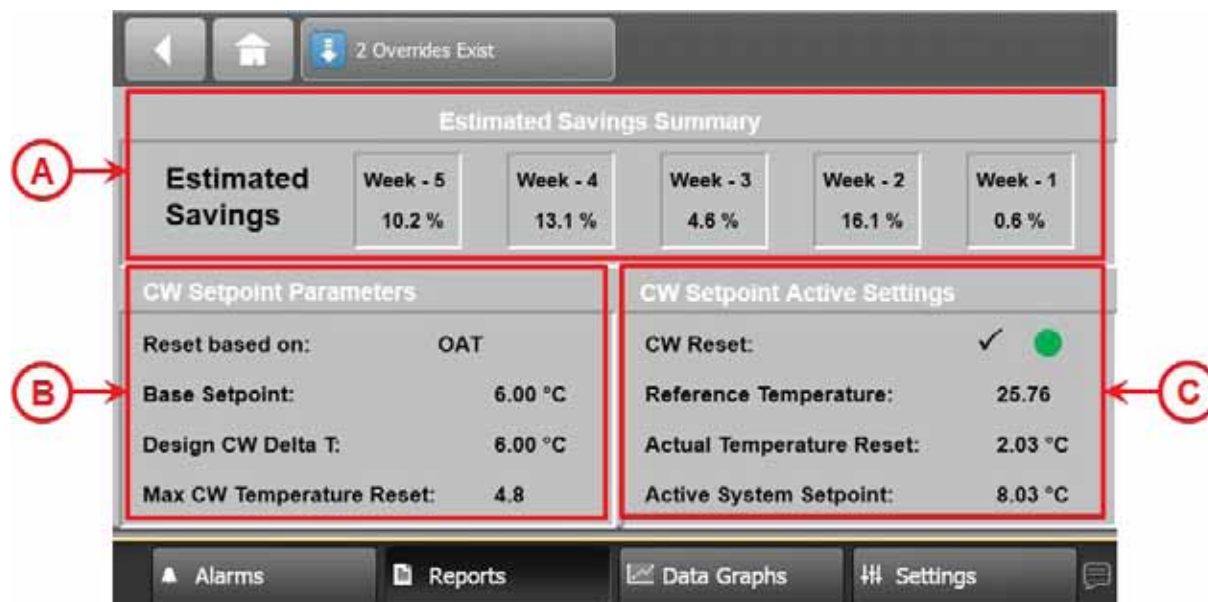 2 Overrides Exist
Estimated Savings Summary
A
Estimated Savings
Week - 5
10.2 %
Week - 4
13.1 %
Week - 3
4.6 %
Week - 2
16.1 %
Week - 1
0.6 %
CW Setpoint Parameters
Reset based on: OAT
Base Setpoint: 6.00 °C
Design CW Delta T: 6.00 °C
Max CW Temperature Reset: 4.8
B
CW Setpoint Active Settings
CW Reset: ✓
Reference Temperature: 25.76
Actual Temperature Reset: 2.03 °C
Active System Setpoint: 8.03 °C
C
Alarms
Reports
Data Graphs
Settings